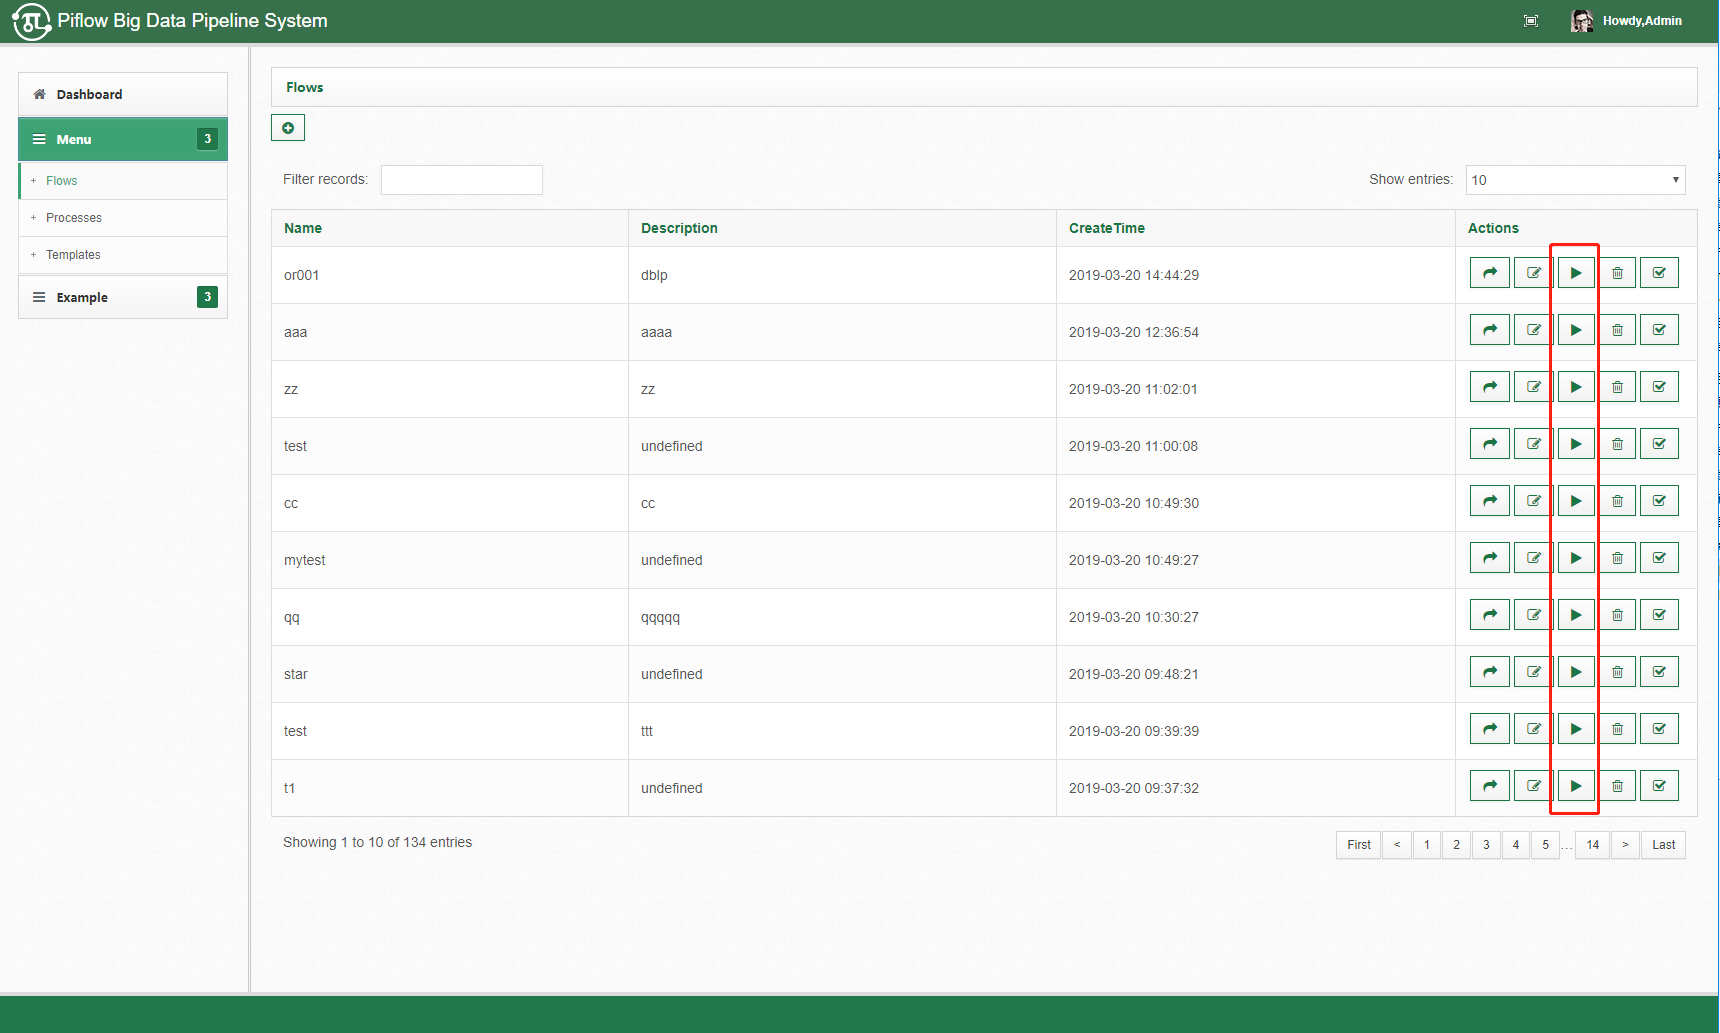 Piflow Big Data Pipeline System
Howdy,Admin
Dashboard
Menu 3
+ Flows
+ Processes
+ Templates
Example 3
Flows
Filter records:
Show entries: 10
Name Description CreateTime Actions
or001 dblp 2019-03-20 14:44:29
aaa aaaa 2019-03-20 12:36:54
zz zz 2019-03-20 11:02:01
test undefined 2019-03-20 11:00:08
cc cc 2019-03-20 10:49:30
mytest undefined 2019-03-20 10:49:27
qq qqqqq 2019-03-20 10:30:27
star undefined 2019-03-20 09:48:21
test ttt 2019-03-20 09:39:39
t1 undefined 2019-03-20 09:37:32
Showing 1 to 10 of 134 entries
First < 1 2 3 4 5 ... 14 > Last